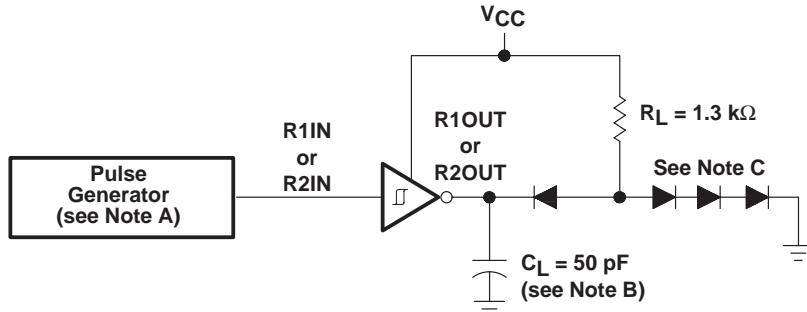 VCC
R1IN
or
R2IN
R1OUT
or
R2OUT
RL = 1.3 kΩ
Pulse
Generator
(see Note A)
See Note C
CL = 50 pF
(see Note B)